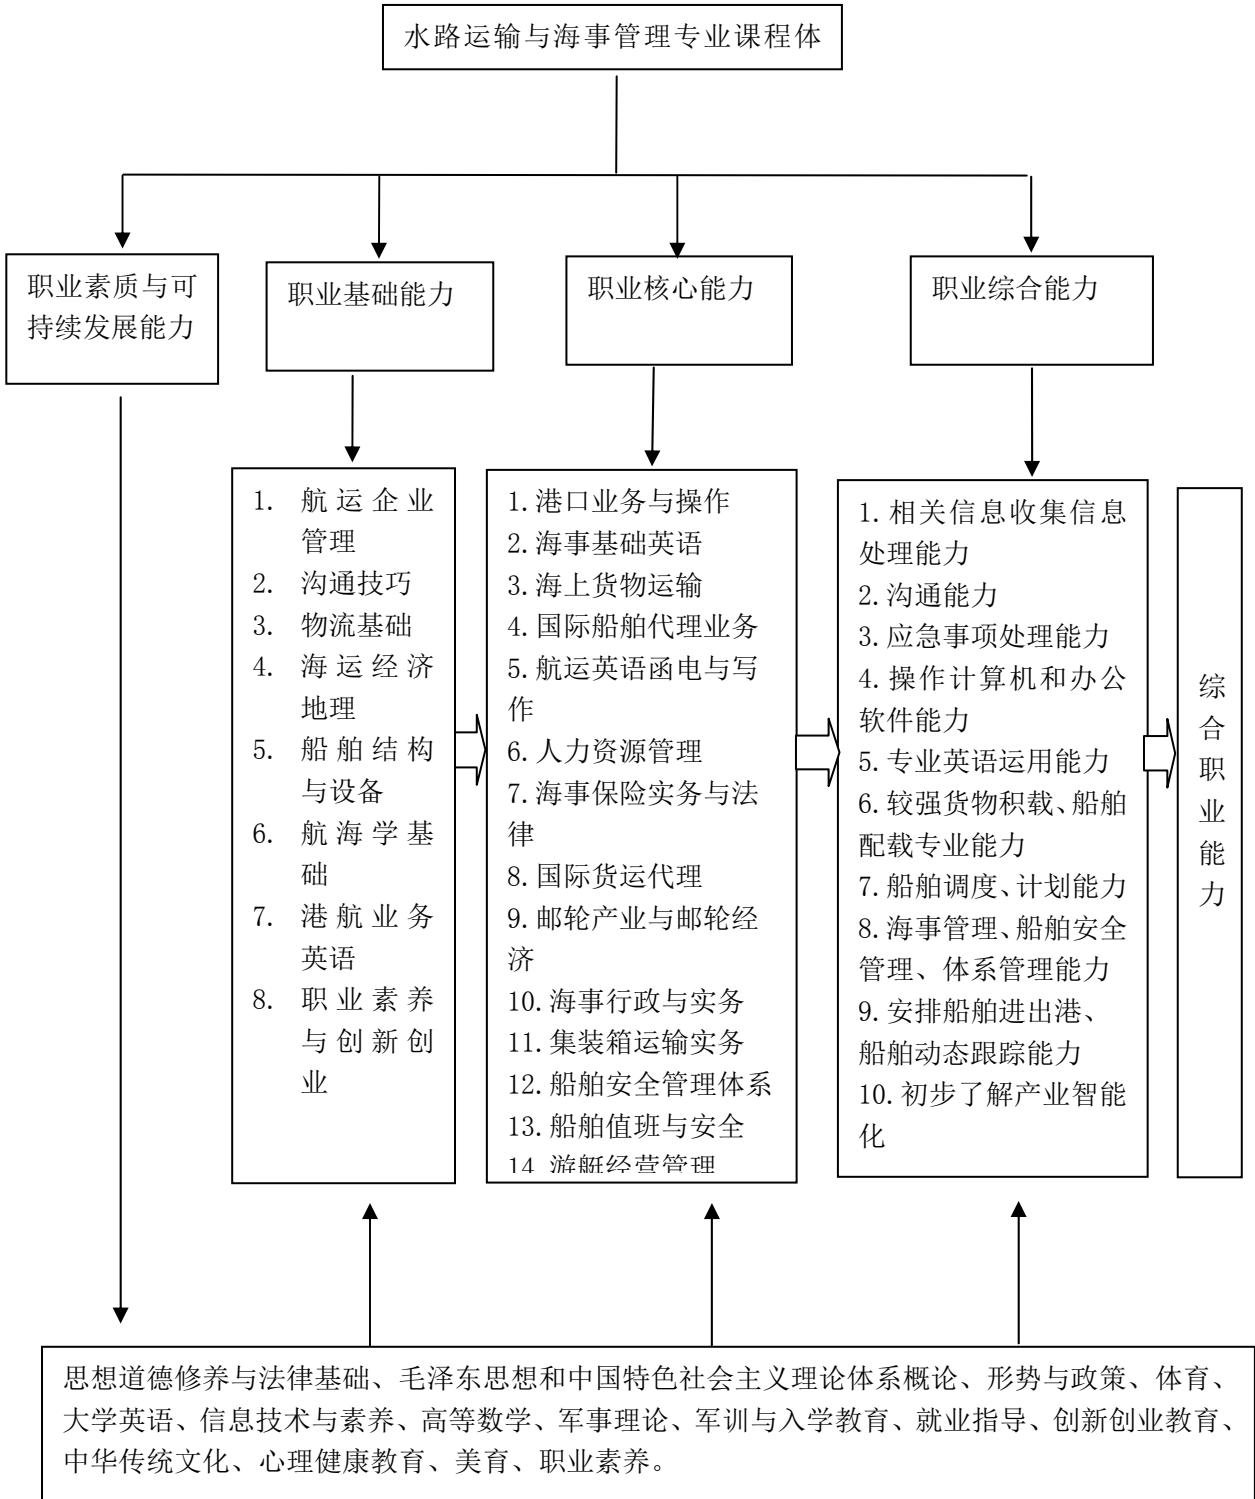 水路运输与海事管理专业课程体
职业素质与可
持续发展能力
职业基础能力
职业核心能力
职业综合能力
1. 航运企业
管理
2. 沟通技巧
3. 物流基础
4. 海运经济
地理
5. 船舶结构
与设备
6. 航海学基
础
7. 港航业务
英语
8. 职业素养
与创新创
业
1.港口业务与操作
2.海事基础英语
3.海上货物运输
4.国际船舶代理业务
5.航运英语函电与写
作
6.人力资源管理
7.海事保险实务与法
律
8.国际货运代理
9.邮轮产业与邮轮经
济
10.海事行政与实务
11.集装箱运输实务
12.船舶安全管理体系
13.船舶值班与安全
14.游艇经营管理
1.相关信息收集信息
处理能力
2.沟通能力
3.应急事项处理能力
4.操作计算机和办公
软件能力
5.专业英语运用能力
6.较强货物积载、船舶
配载专业能力
7.船舶调度、计划能力
8.海事管理、船舶安全
管理、体系管理能力
9.安排船舶进出港、
船舶动态跟踪能力
10.初步了解产业智能
化
综合职业能力
思想道德修养与法律基础、毛泽东思想和中国特色社会主义理论体系概论、形势与政策、体育、
大学英语、信息技术与素养、高等数学、军事理论、军训与入学教育、就业指导、创新创业教育、
中华传统文化、心理健康教育、美育、职业素养。